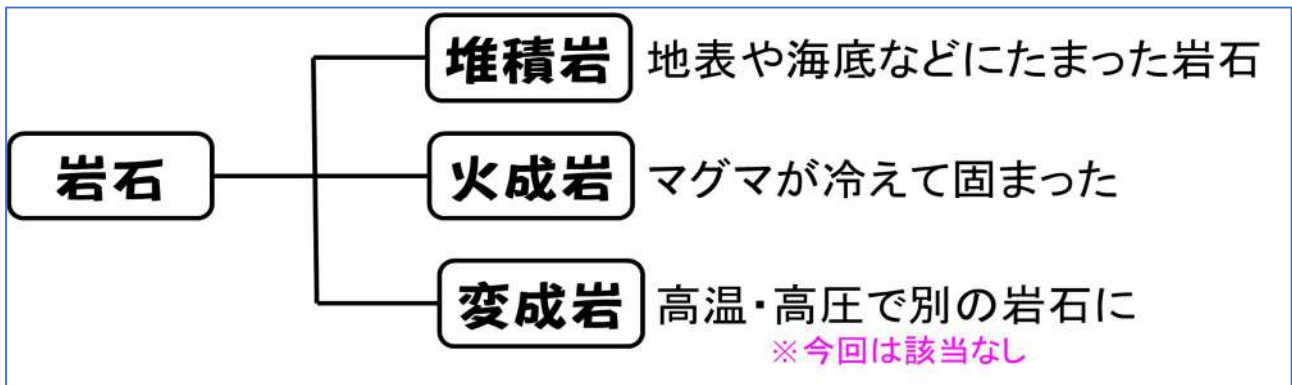 堆積岩 地表や海底などにたまった岩石
岩石
火成岩 マグマが冷えて固まった
変成岩 高温・高圧で別の岩石に
※今回は該当なし